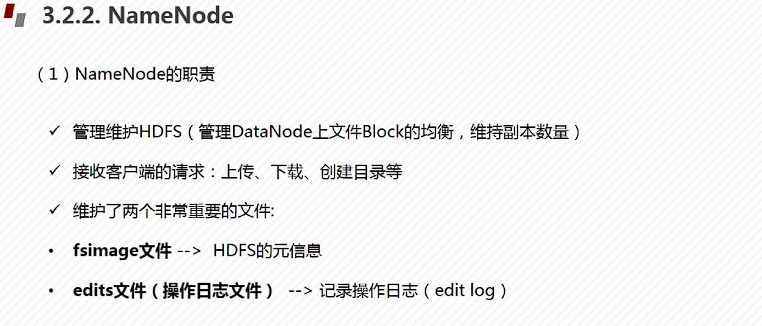 3.2.2. NameNode
（1）NameNode的职责
✓ 管理维护HDFS（管理DataNode上文件Block的均衡，维持副本数量）
✓ 接收客户端的请求：上传、下载、创建目录等
✓ 维护了两个非常重要的文件:
• fsimage文件 --> HDFS的元信息
• edits文件（操作日志文件） --> 记录操作日志（edit log）